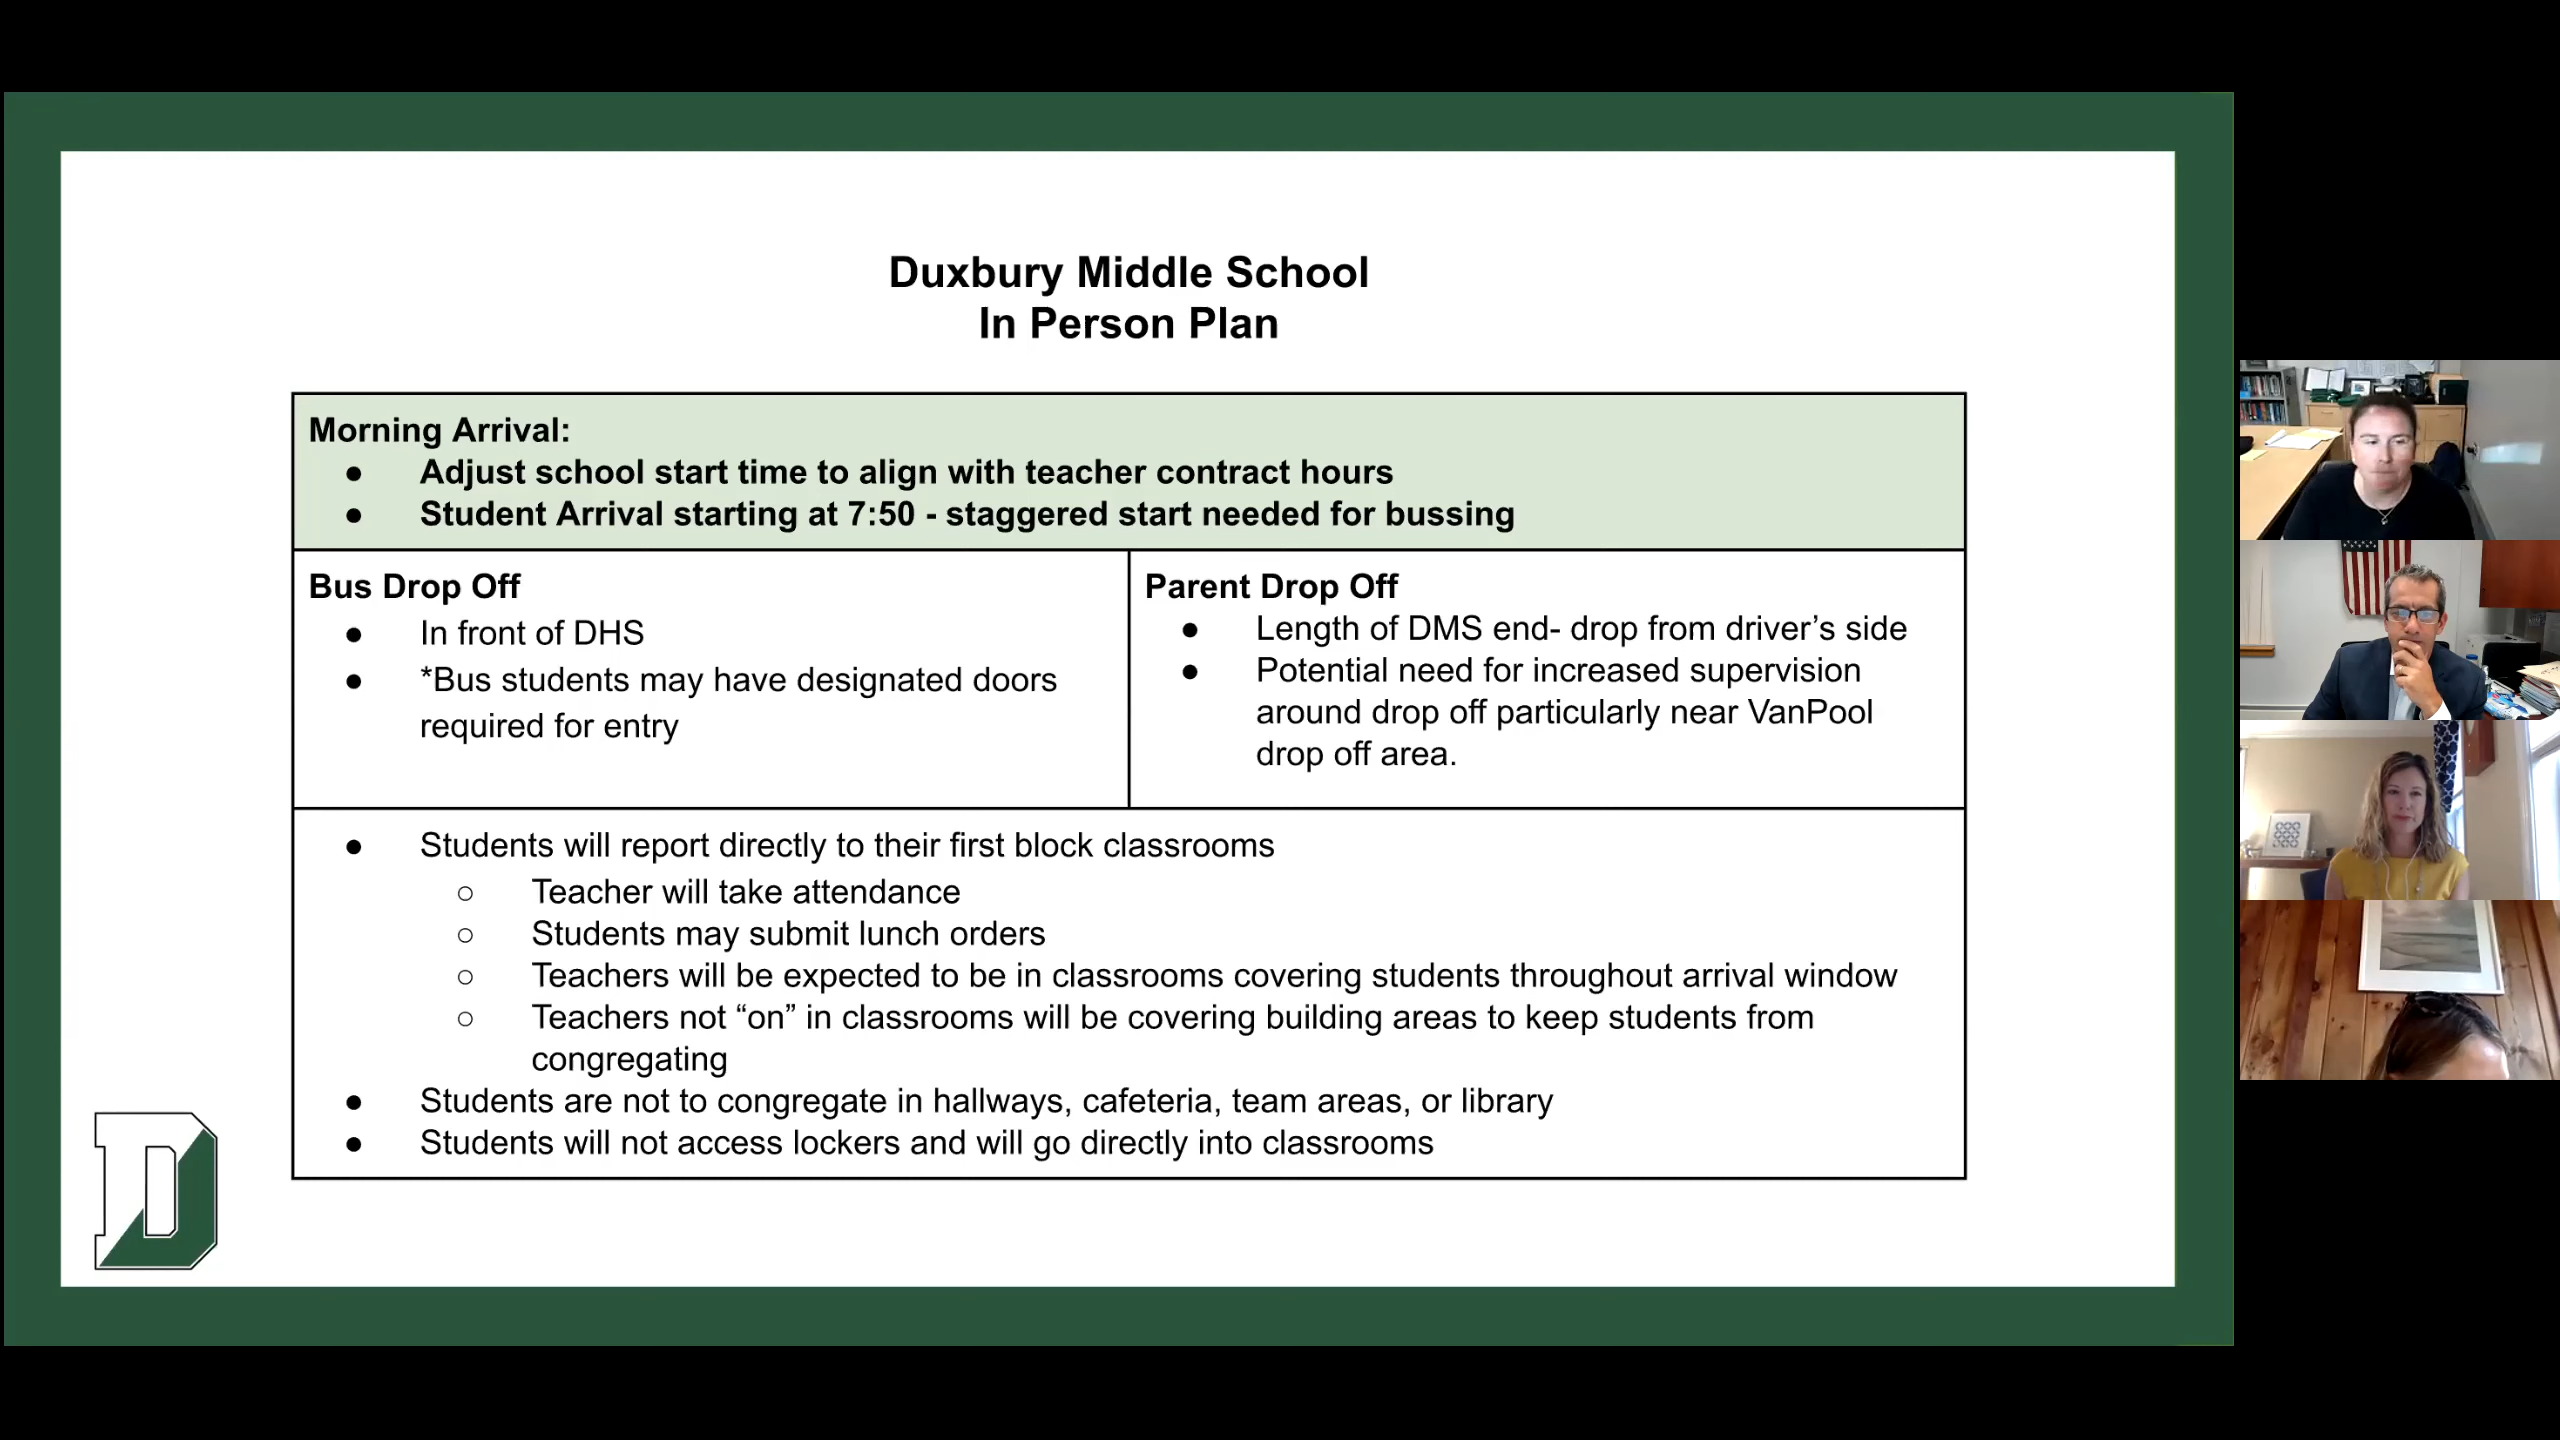 Duxbury Middle School
In Person Plan
Morning Arrival:
● Adjust school start time to align with teacher contract hours
● Student Arrival starting at 7:50 - staggered start needed for bussing
Bus Drop Off
● In front of DHS
● *Bus students may have designated doors
required for entry
Parent Drop Off
● Length of DMS end- drop from driver’s side
● Potential need for increased supervision
around drop off particularly near VanPool
drop off area.
● Students will report directly to their first block classrooms
○ Teacher will take attendance
○ Students may submit lunch orders
○ Teachers will be expected to be in classrooms covering students throughout arrival window
○ Teachers not “on” in classrooms will be covering building areas to keep students from
congregating
● Students are not to congregate in hallways, cafeteria, team areas, or library
● Students will not access lockers and will go directly into classrooms
D